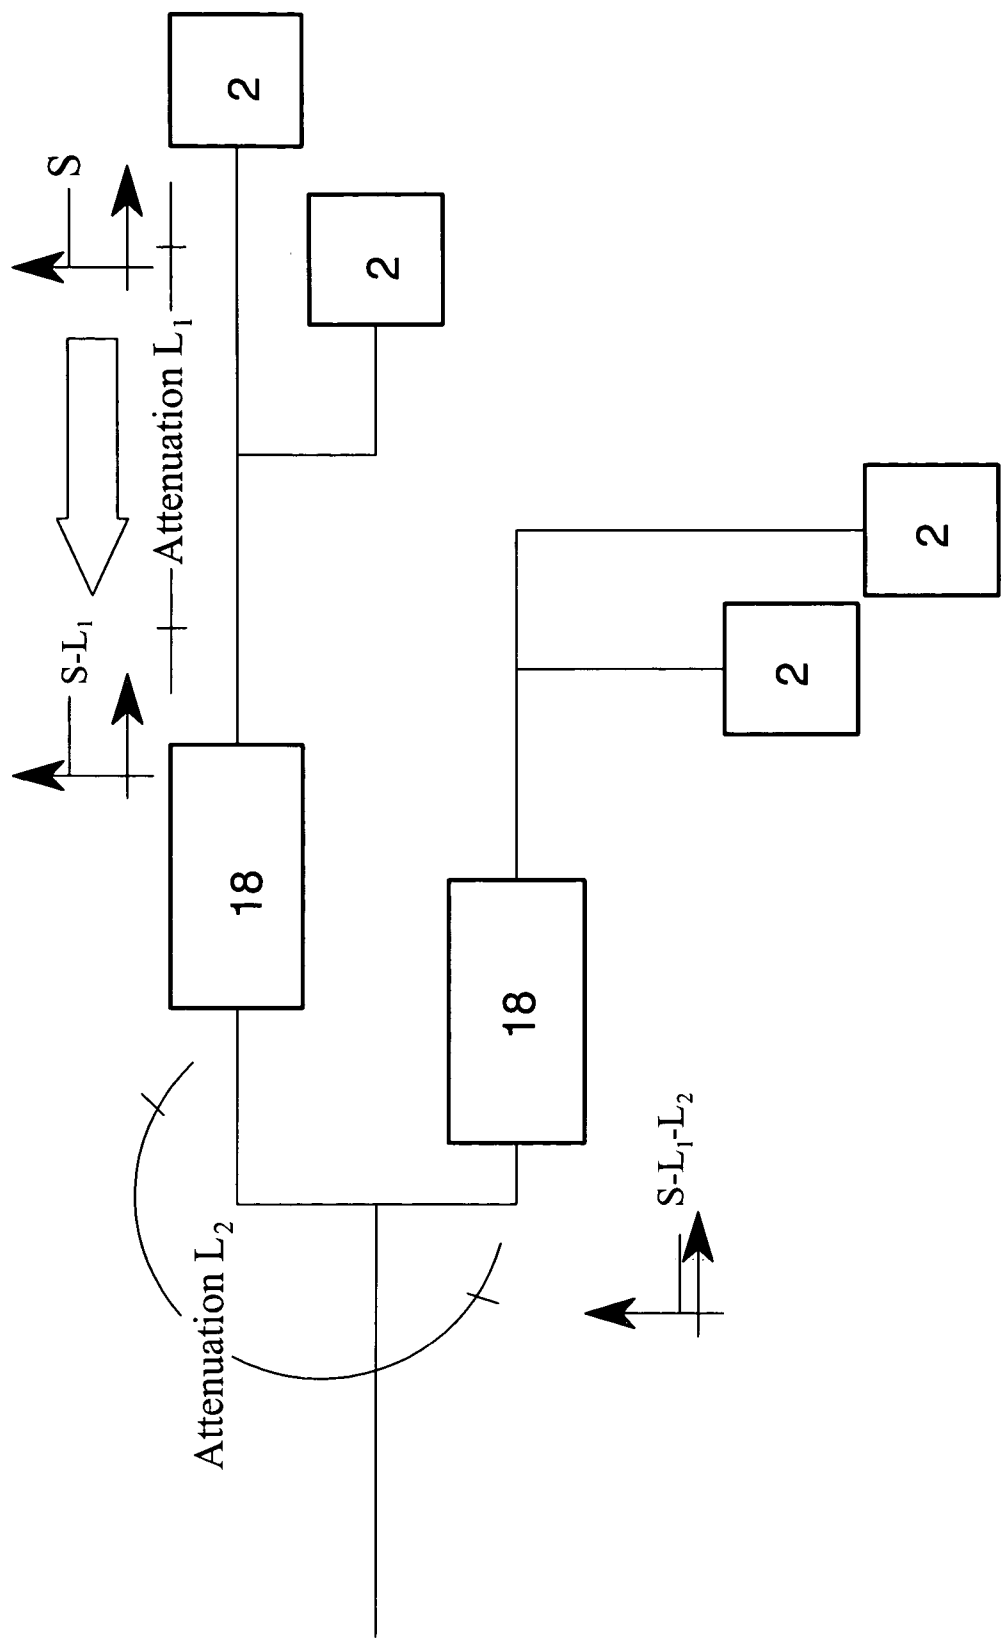 S
2
S-L₁
Attenuation L₁
2
18
2
2
18
Attenuation L₂
S-L₁-L₂